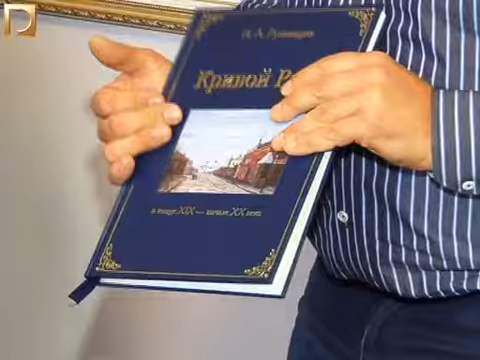 Кривой Р
в конце XIX — начале XX века